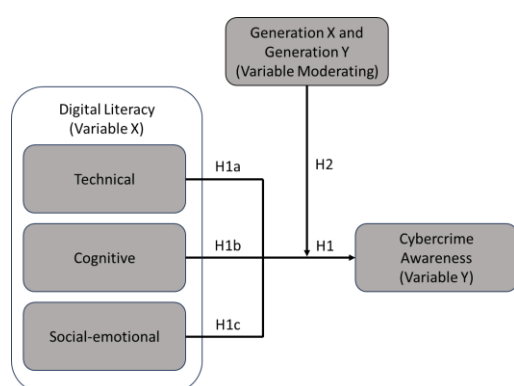 Generation X and
Generation Y
(Variable Moderating)
Digital Literacy
(Variable X)
Technical
H1a
H2
Cognitive
H1b
H1
Cybercrime
Awareness
(Variable Y)
Social-emotional
H1c